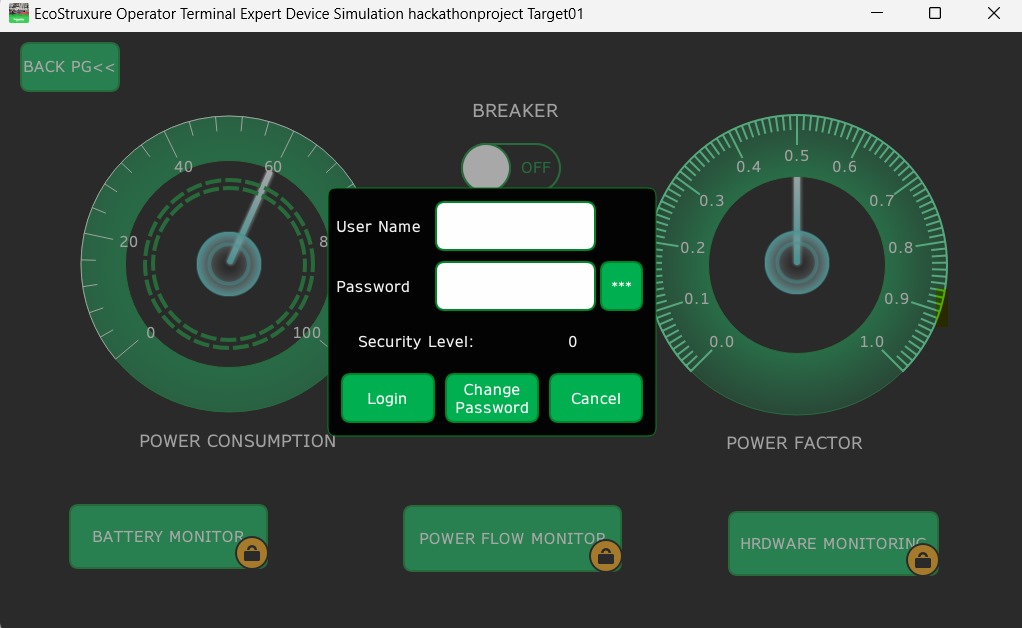 EcoStruxure Operator Terminal Expert Device Simulation hackathonproject Target01
BACK PG<<
BREAKER
OFF
0
20
40
60
8
100
POWER CONSUMPTION
User Name
Password
***
Security Level: 0
Login
Change
Password
Cancel
0.0
0.1
0.2
0.3
0.4
0.5
0.6
0.7
0.8
0.9
1.0
POWER FACTOR
BATTERY MONITOR
POWER FLOW MONITOR
HRDWARE MONITORING